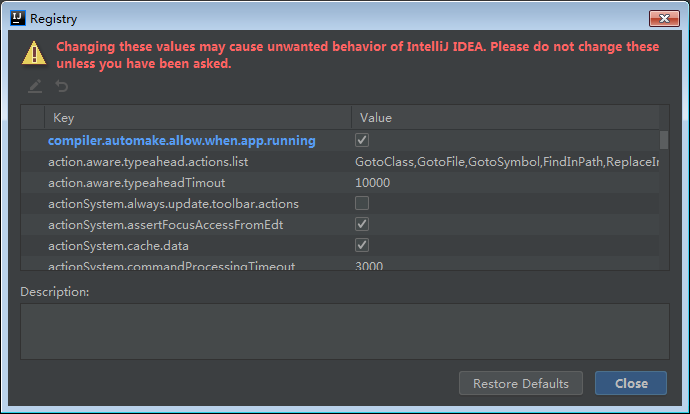 IJ Registry
Changing these values may cause unwanted behavior of IntelliJ IDEA. Please do not change these
unless you have been asked.
Key Value
compiler.automake.allow.when.app.running
action.aware.typeahead.actions.list GotoClass,GotoFile,GotoSymbol,FindInPath,ReplaceIn
action.aware.typeaheadTimout 10000
actionSystem.always.update.toolbar.actions
actionSystem.assertFocusAccessFromEdt
actionSystem.cache.data
actionSystem.commandProcessingTimeout 3000
Description:
Restore Defaults Close